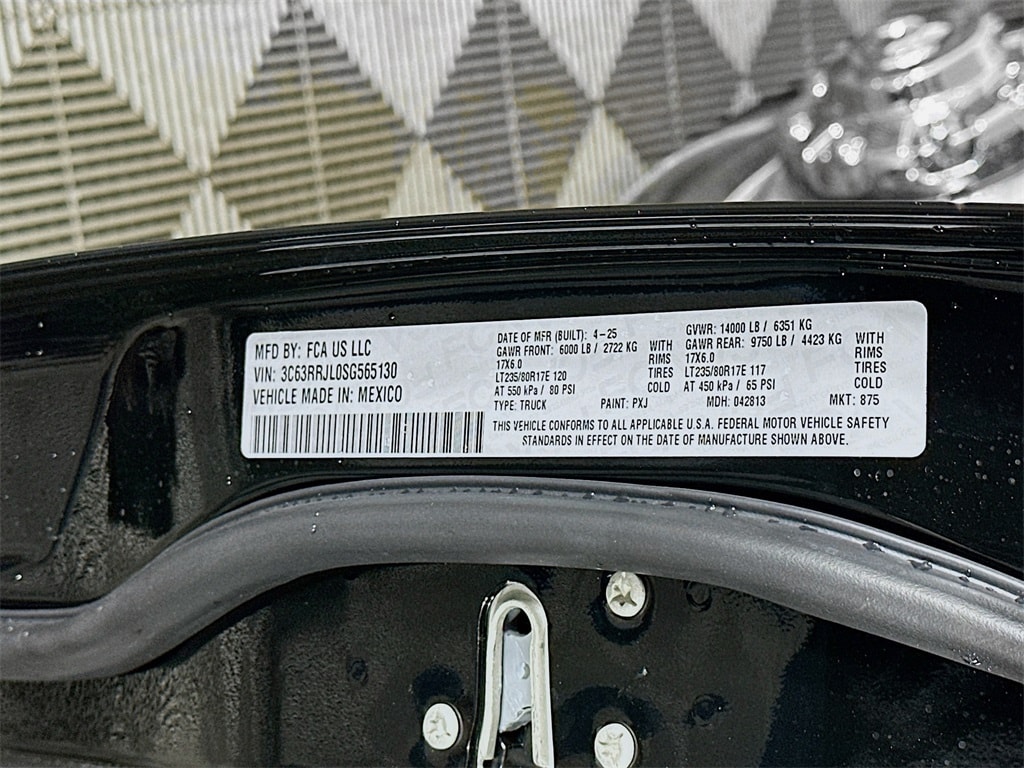 MFD BY: FCA US LLC
VIN: 3C63RRJL0SG565130
VEHICLE MADE IN: MEXICO
DATE OF MFR (BUILT): 4-25
GAWR FRONT: 6000 LB / 2722 KG
17X6.0
LT235/80R17E 120
AT 550 kPa / 80 PSI
WITH
RIMS
TIRES
COLD
GVWR: 14000 LB / 6351 KG
GAWR REAR: 9750 LB / 4423 KG
17X6.0
LT235/80R17E 117
AT 450 kPa / 65 PSI
WITH
RIMS
TIRES
COLD
TYPE: TRUCK PAINT: PXJ MDH: 042813 MKT: 875
THIS VEHICLE CONFORMS TO ALL APPLICABLE U.S.A. FEDERAL MOTOR VEHICLE SAFETY
STANDARDS IN EFFECT ON THE DATE OF MANUFACTURE SHOWN ABOVE.